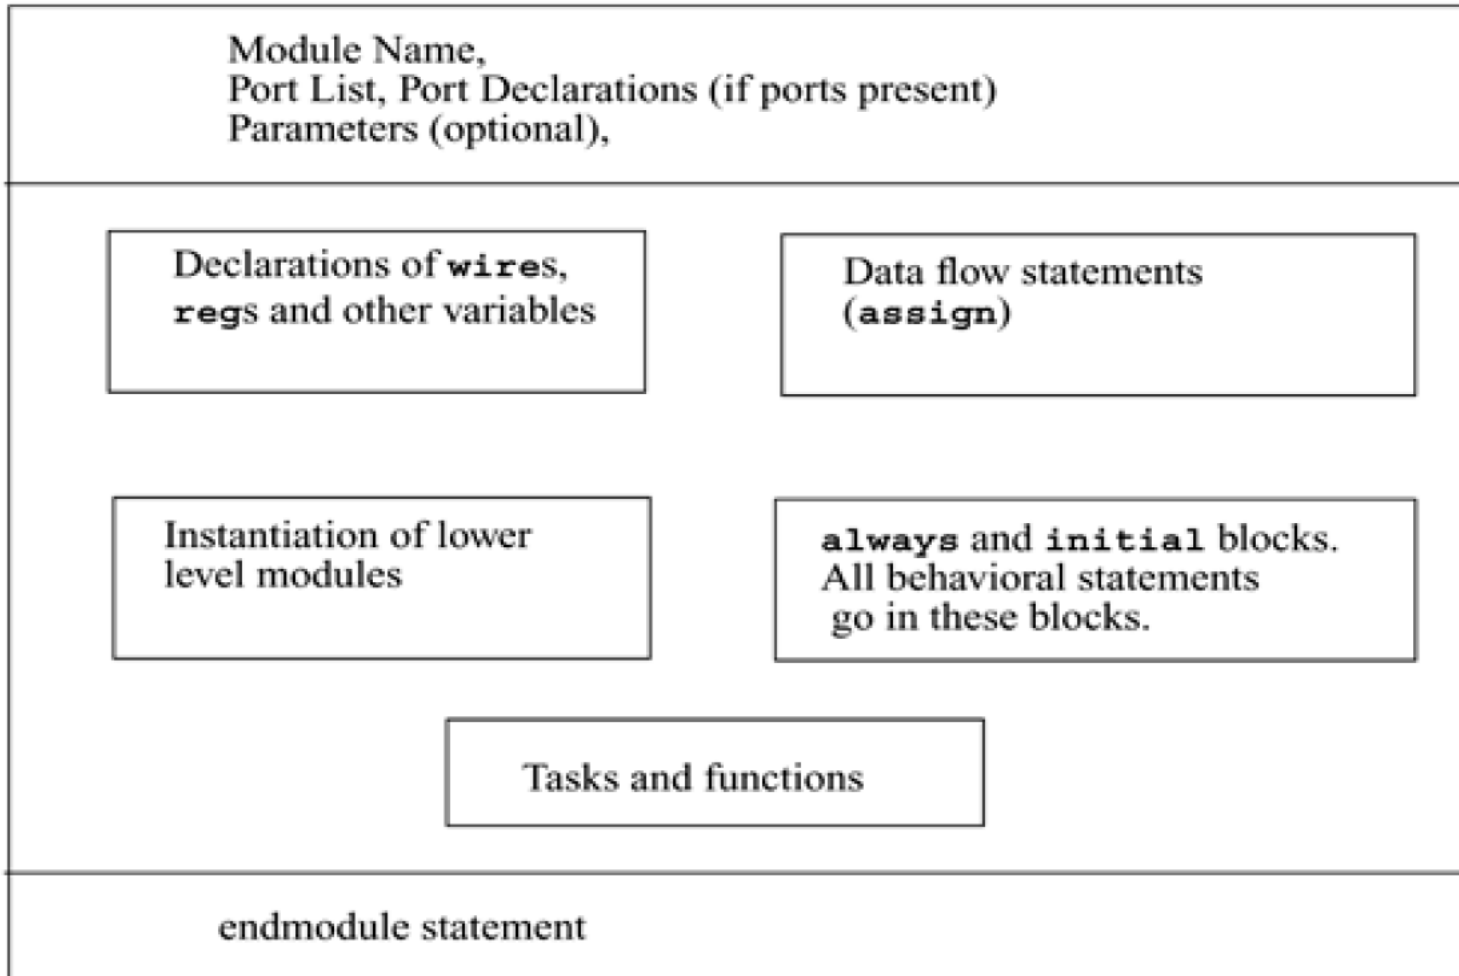 Module Name,
Port List, Port Declarations (if ports present)
Parameters (optional),
Declarations of wires,
regs and other variables
Data flow statements
(assign)
Instantiation of lower
level modules
always and initial blocks.
All behavioral statements
go in these blocks.
Tasks and functions
endmodule statement